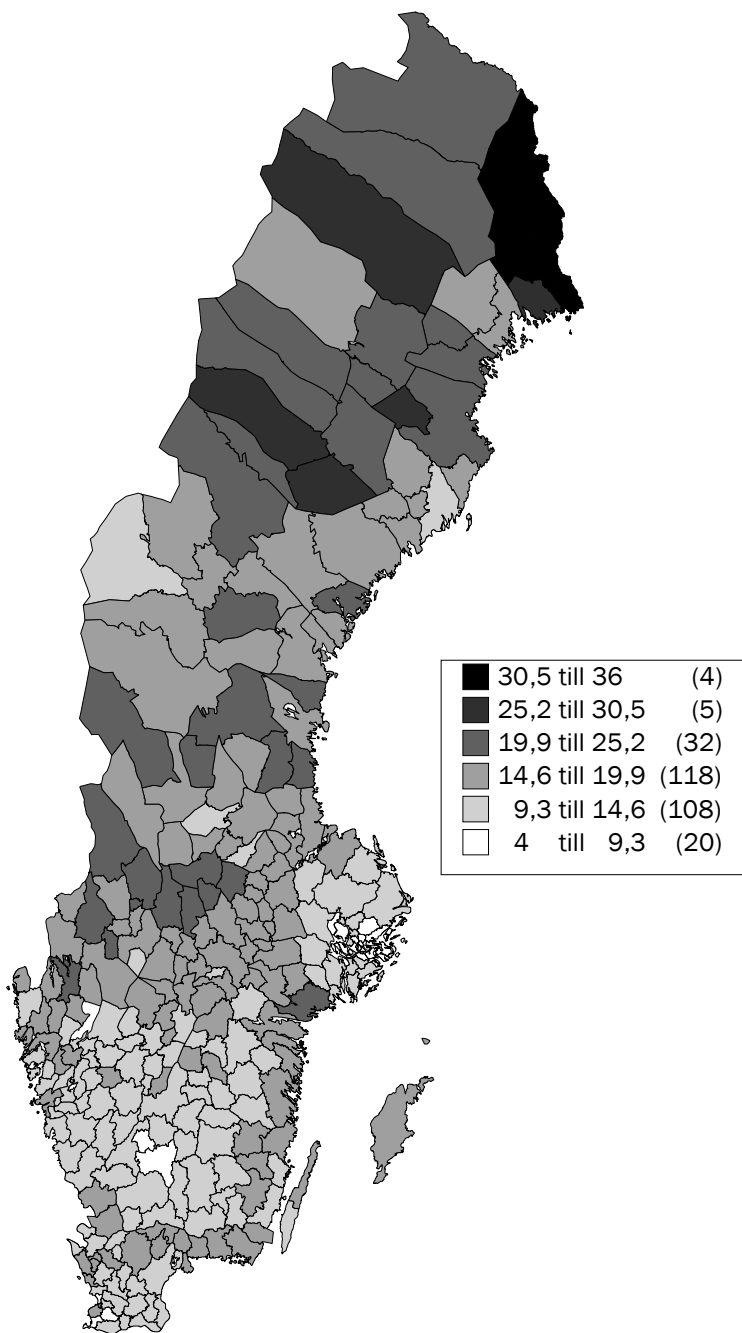 30,5 till 36 (4)
25,2 till 30,5 (5)
19,9 till 25,2 (32)
14,6 till 19,9 (118)
9,3 till 14,6 (108)
4 till 9,3 (20)